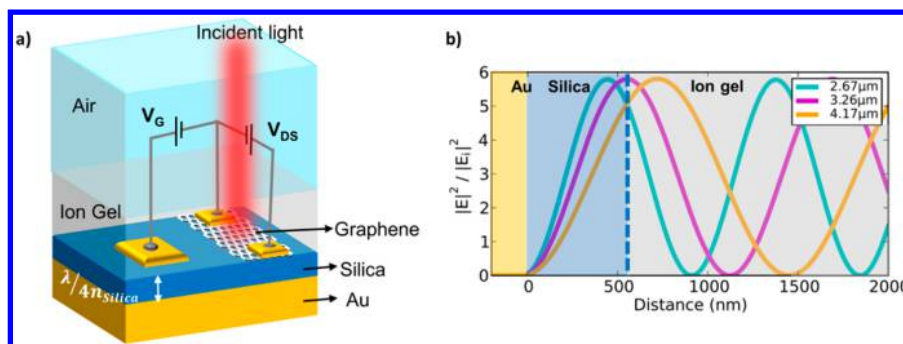 a)
Incident light
Air
V_G
V_DS
Ion Gel
Graphene
Silica
λ/4n_Silica
Au
b)
|E|² / |E_i|²
6
5
4
3
2
1
0
Au Silica Ion gel
2.67μm
3.26μm
4.17μm
0 500 1000 1500 2000
Distance (nm)